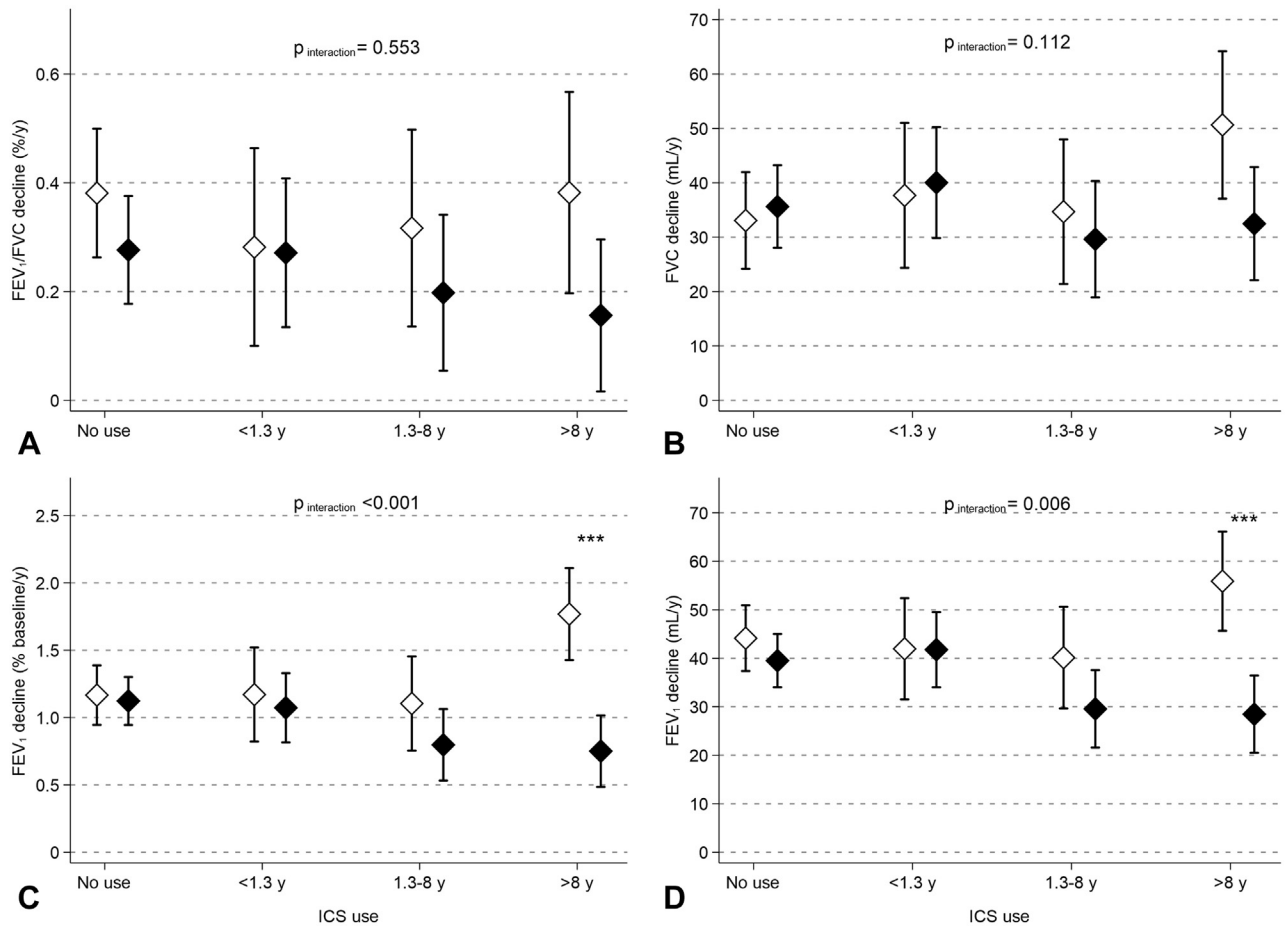 p interaction = 0.553
FEV₁/FVC decline (%/y)
0.6
0.4
0.2
0
No use <1.3 y 1.3-8 y >8 y
A
p interaction = 0.112
FVC decline (mL/y)
70
60
50
40
30
20
10
0
No use <1.3 y 1.3-8 y >8 y
B
p interaction <0.001
***
FEV₁ decline (% baseline/y)
2.5
2.0
1.5
1.0
0.5
0
No use <1.3 y 1.3-8 y >8 y
C
ICS use
p interaction = 0.006
***
FEV₁ decline (mL/y)
70
60
50
40
30
20
10
0
No use <1.3 y 1.3-8 y >8 y
D
ICS use